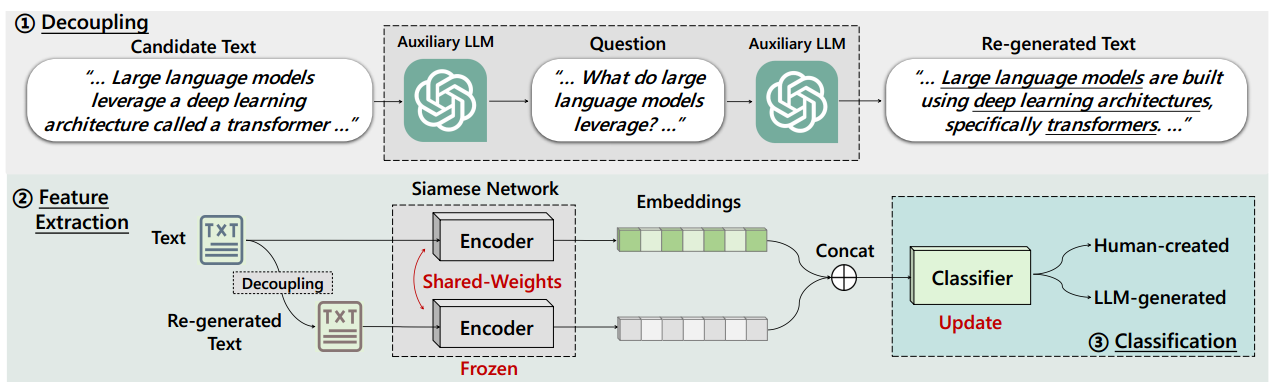 ① Decoupling
Candidate Text
Auxiliary LLM
Question
Auxiliary LLM
Re-generated Text
“... Large language models
leverage a deep learning
architecture called a transformer ...”
“... What do large
language models
leverage? ...”
“... Large language models are built
using deep learning architectures,
specifically transformers. ...”
② Feature
Extraction
Siamese Network
Embeddings
Text
TXT
Encoder
Concat
Human-created
Classifier
Decoupling
Shared-Weights
LLM-generated
Re-generated
Text
TXT
Encoder
Update
Frozen
③ Classification